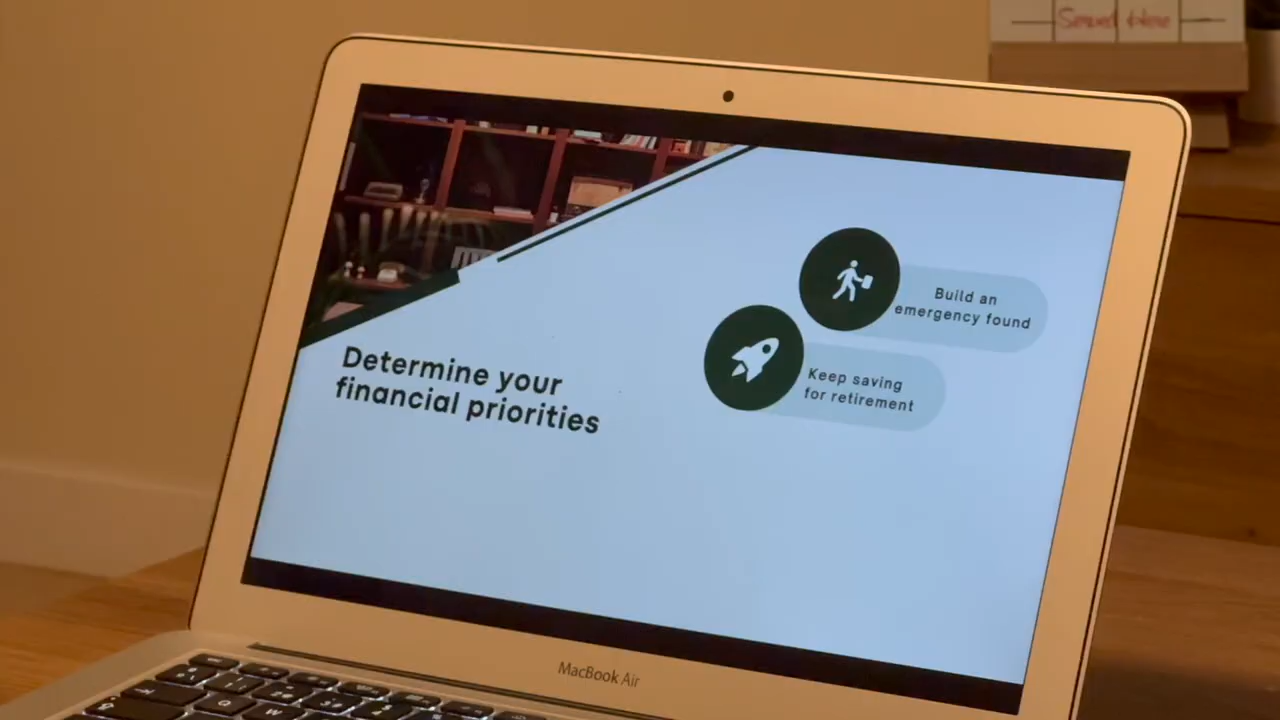 Build an
emergency found
Keep saving
for retirement
Determine your
financial priorities
MacBook Air
Q
W